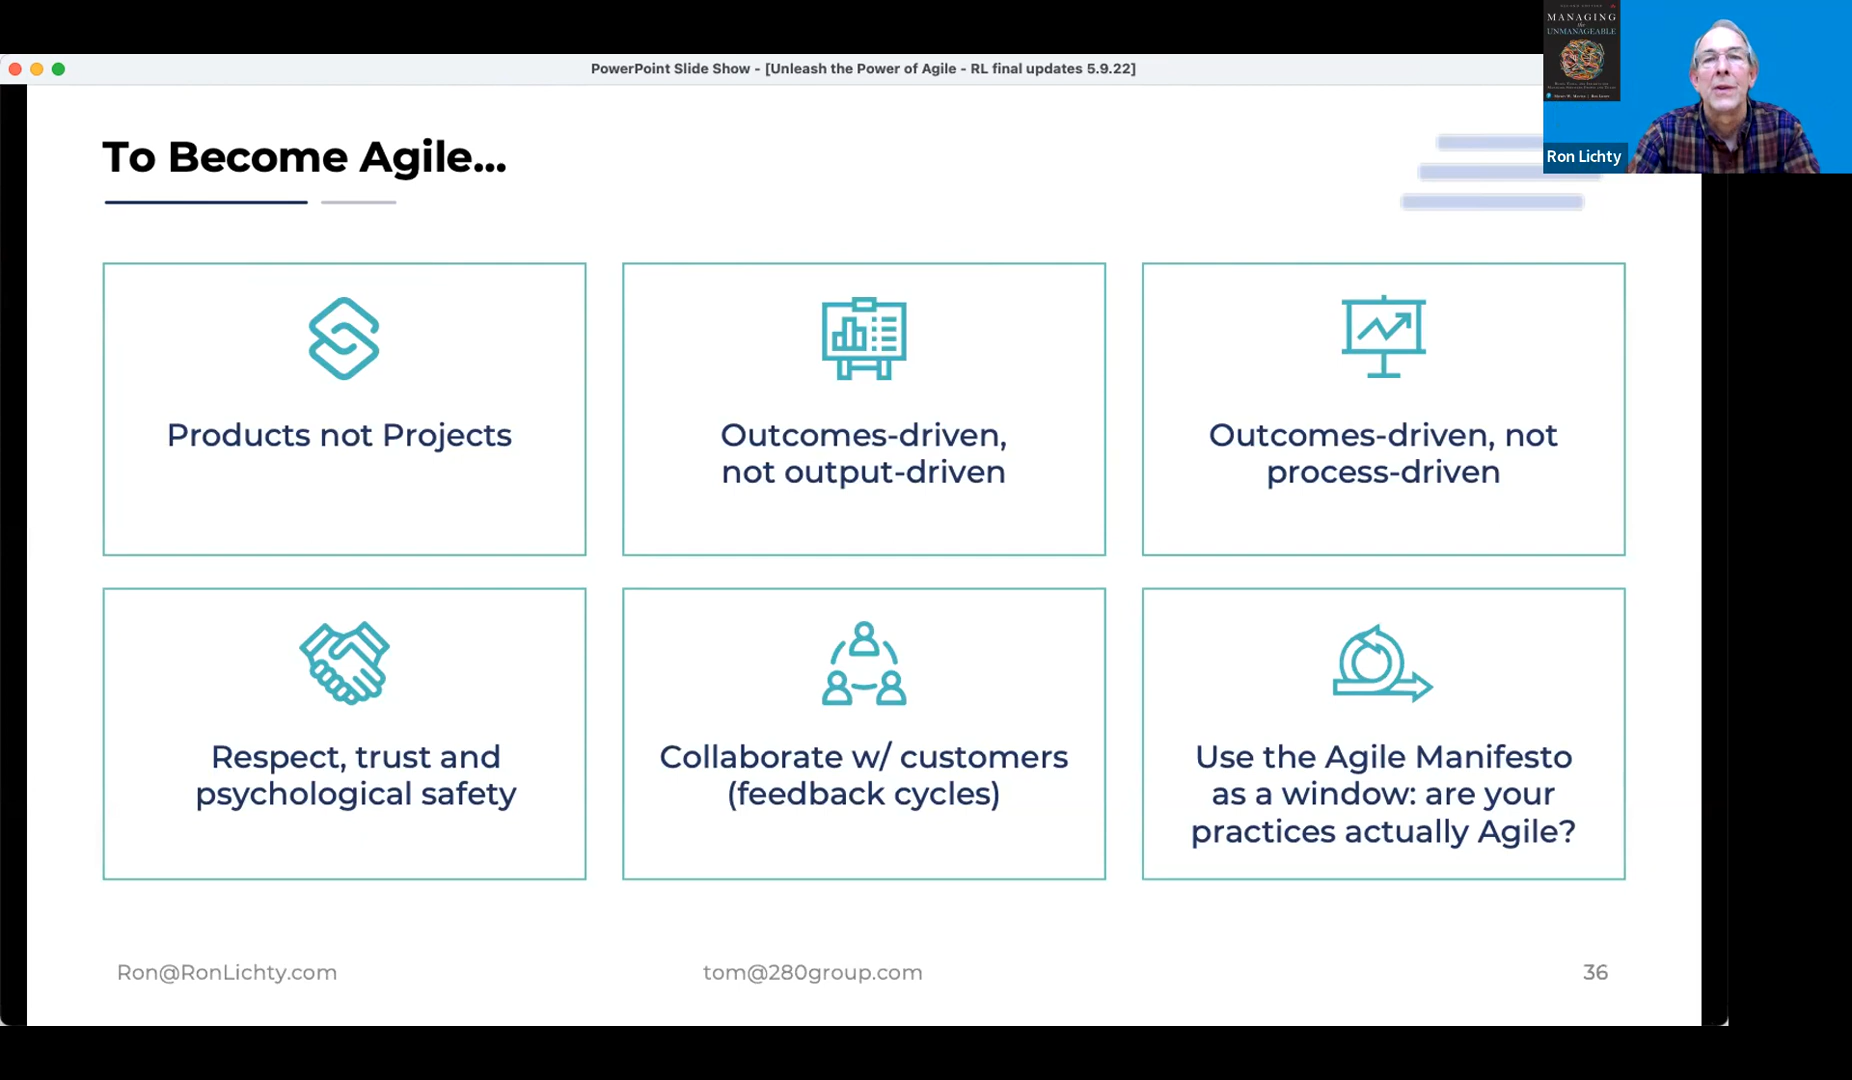 MANAGING
the
UNMANAGEABLE
PowerPoint Slide Show - [Unleash the Power of Agile - RL final updates 5.9.22]
Ron Lichty
To Become Agile...
Products not Projects
Outcomes-driven,
not output-driven
Outcomes-driven, not
process-driven
Respect, trust and
psychological safety
Collaborate w/ customers
(feedback cycles)
Use the Agile Manifesto
as a window: are your
practices actually Agile?
Ron@RonLichty.com
tom@280group.com
36